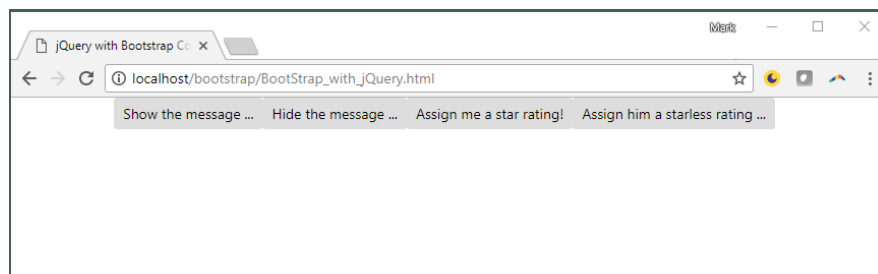 Mark
jQuery with Bootstrap Co
localhost/bootstrap/BootStrap_with_jQuery.html
Show the message ... Hide the message ... Assign me a star rating! Assign him a starless rating ...